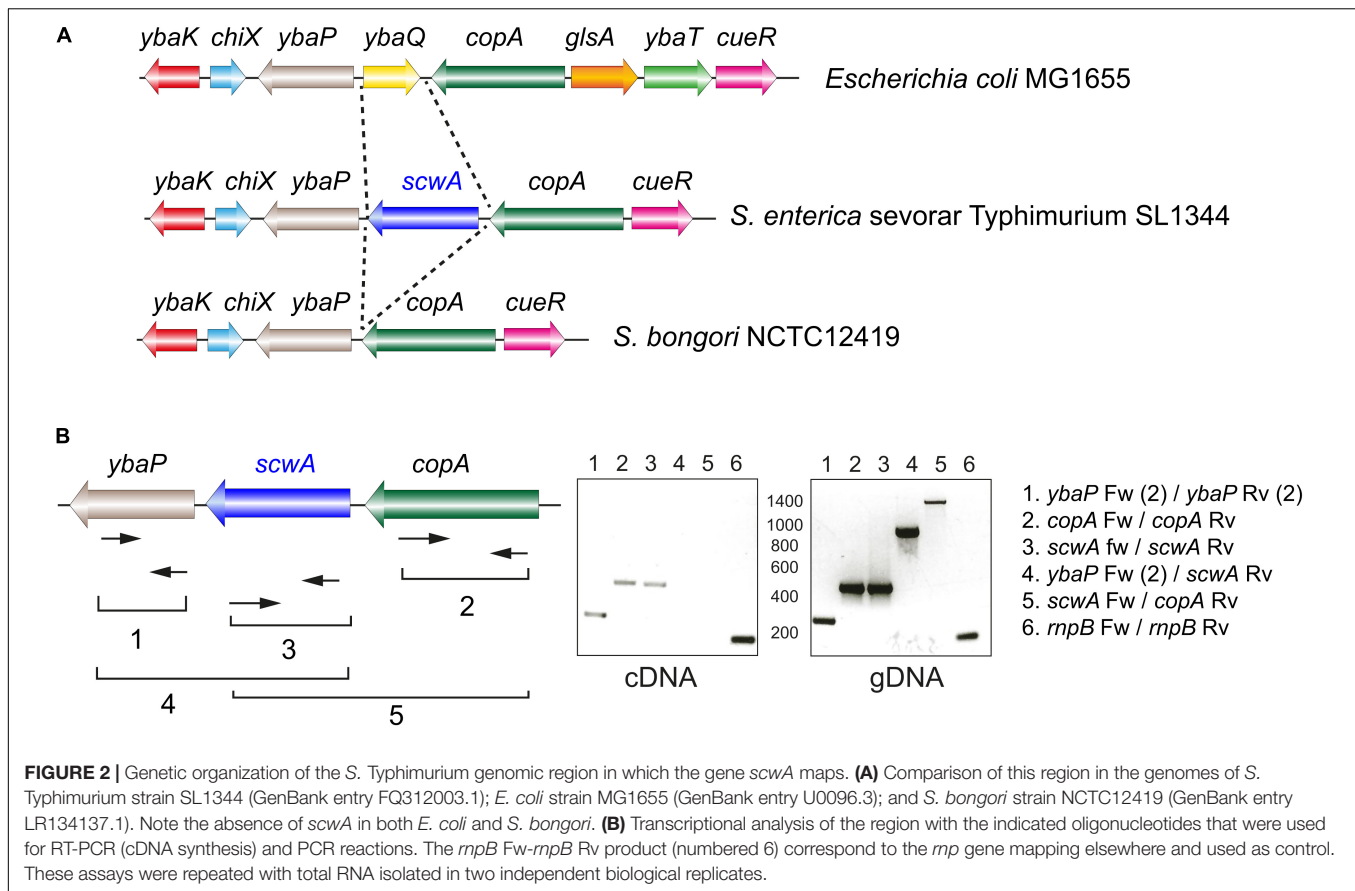 A
ybaK chiX ybaP ybaQ copA glsA ybaT cueR
Escherichia coli MG1655
ybaK chiX ybaP scwA copA cueR
S. enterica sevorar Typhimurium SL1344
ybaK chiX ybaP copA cueR
S. bongori NCTC12419
B
ybaP scwA copA
1
2
3
4
5
1 2 3 4 5 6
cDNA
1400
1000
800
600
400
200
1 2 3 4 5 6
gDNA
1. ybaP Fw (2) / ybaP Rv (2)
2. copA Fw / copA Rv
3. scwA fw / scwA Rv
4. ybaP Fw (2) / scwA Rv
5. scwA Fw / copA Rv
6. rnpB Fw / rnpB Rv
FIGURE 2 | Genetic organization of the S. Typhimurium genomic region in which the gene scwA maps. (A) Comparison of this region in the genomes of S.
Typhimurium strain SL1344 (GenBank entry FQ312003.1); E. coli strain MG1655 (GenBank entry U0096.3); and S. bongori strain NCTC12419 (GenBank entry
LR134137.1). Note the absence of scwA in both E. coli and S. bongori. (B) Transcriptional analysis of the region with the indicated oligonucleotides that were used
for RT-PCR (cDNA synthesis) and PCR reactions. The rnpB Fw-rnpB Rv product (numbered 6) correspond to the rnp gene mapping elsewhere and used as control.
These assays were repeated with total RNA isolated in two independent biological replicates.